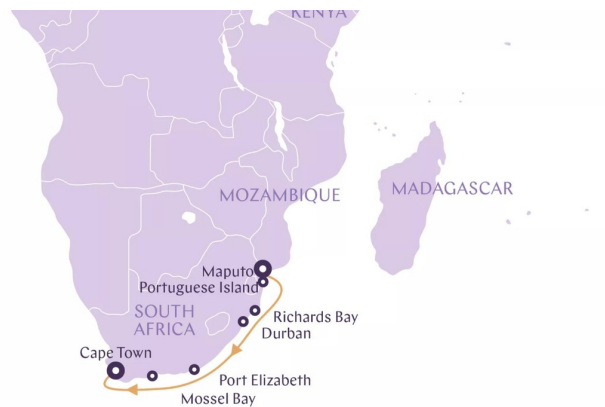 KENYA
MOZAMBIQUE
MADAGASCAR
Maputo
Portuguese Island
SOUTH
AFRICA
Richards Bay
Durban
Cape Town
Port Elizabeth
Mossel Bay